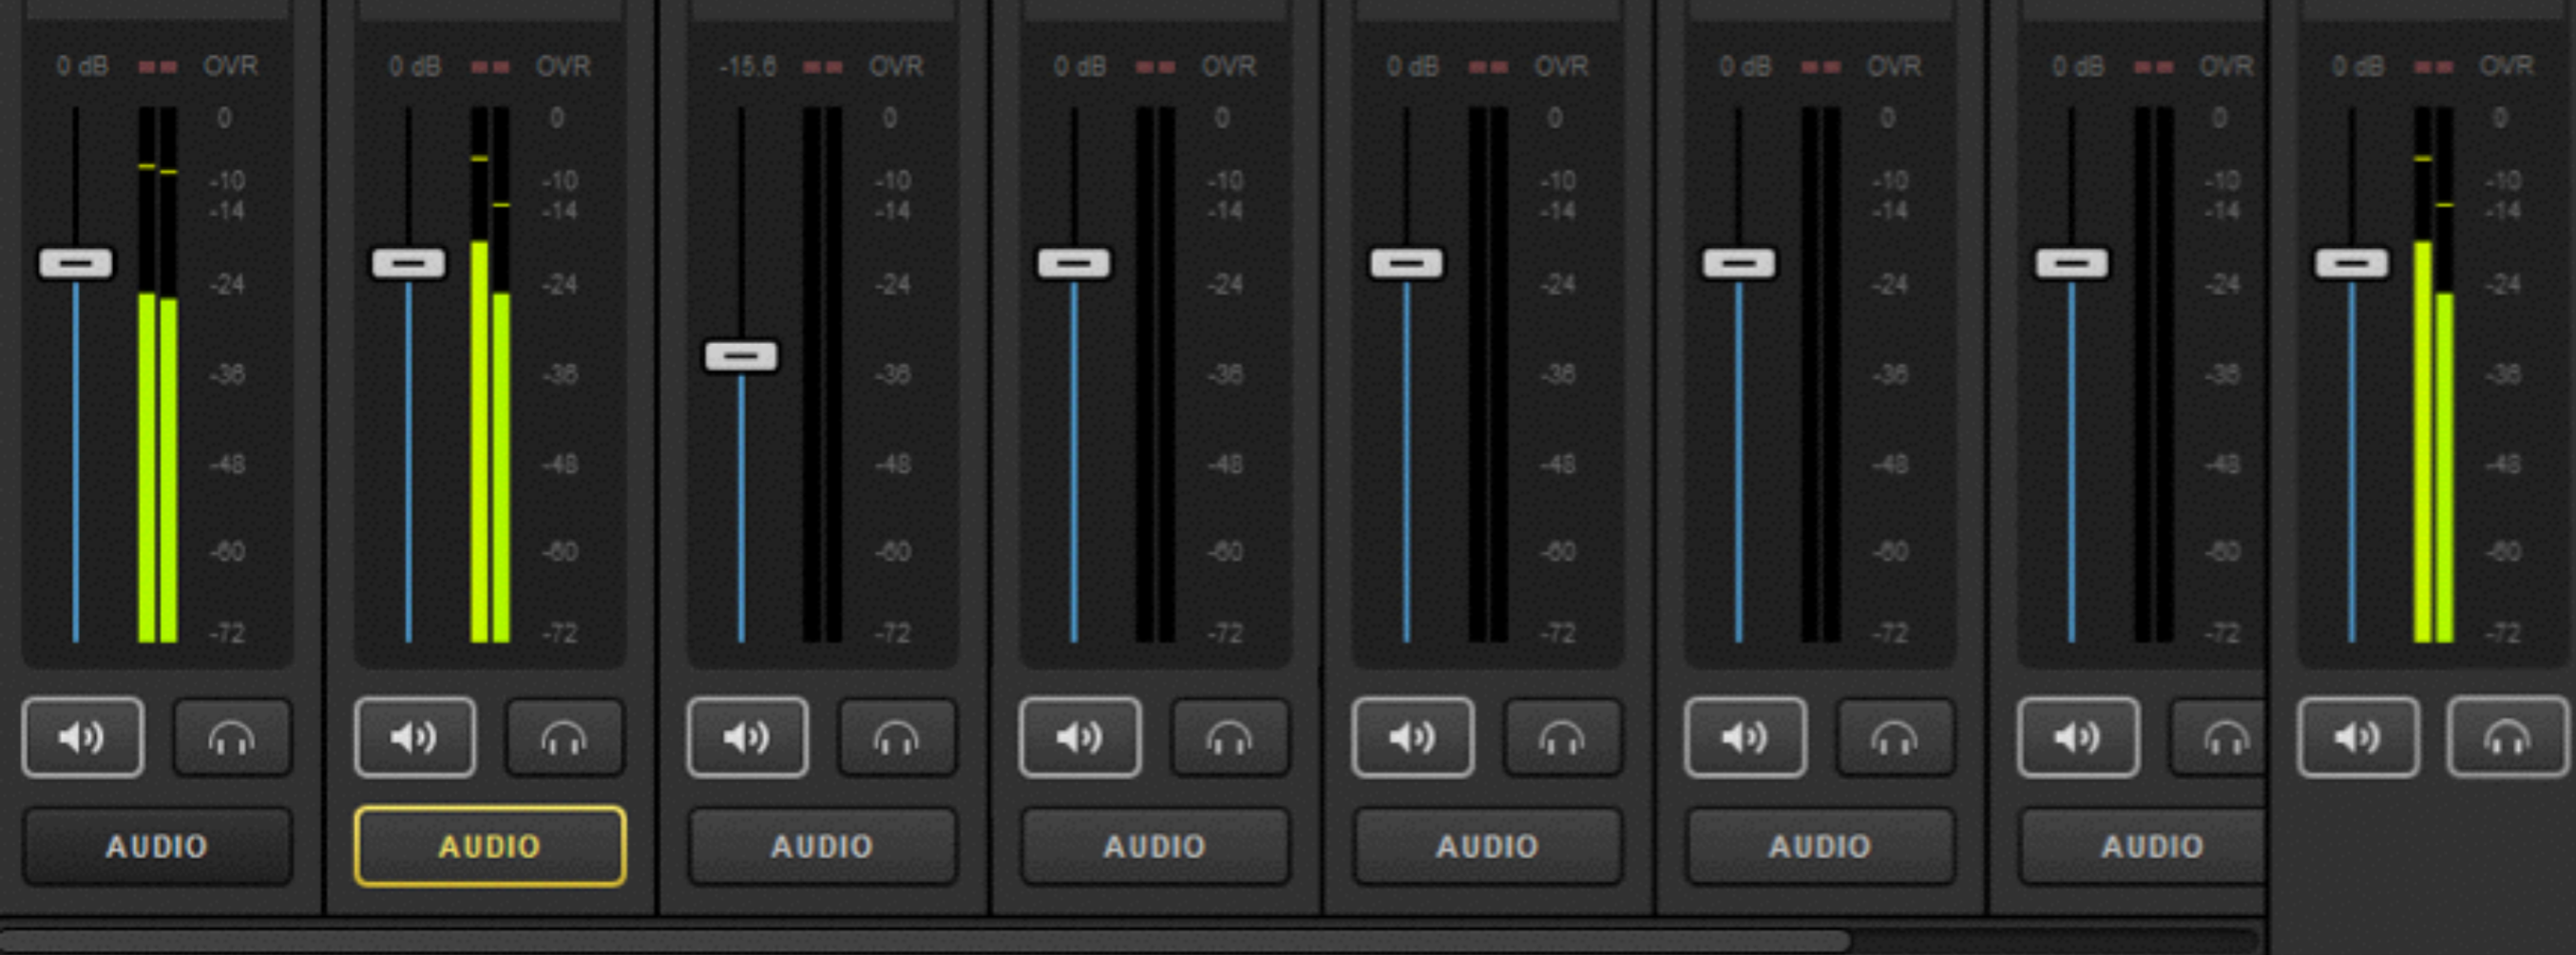 0 dB OVR 0 dB OVR -15.6 OVR 0 dB OVR 0 dB OVR 0 dB OVR 0 dB OVR 0 dB OVR
0 0 0 0 0 0 0 0
-10 -10 -10 -10 -10 -10 -10 -10
-14 -14 -14 -14 -14 -14 -14 -14
-24 -24 -24 -24 -24 -24 -24 -24
-36 -36 -36 -36 -36 -36 -36 -36
-48 -48 -48 -48 -48 -48 -48 -48
-60 -60 -60 -60 -60 -60 -60 -60
-72 -72 -72 -72 -72 -72 -72 -72
AUDIO AUDIO AUDIO AUDIO AUDIO AUDIO AUDIO